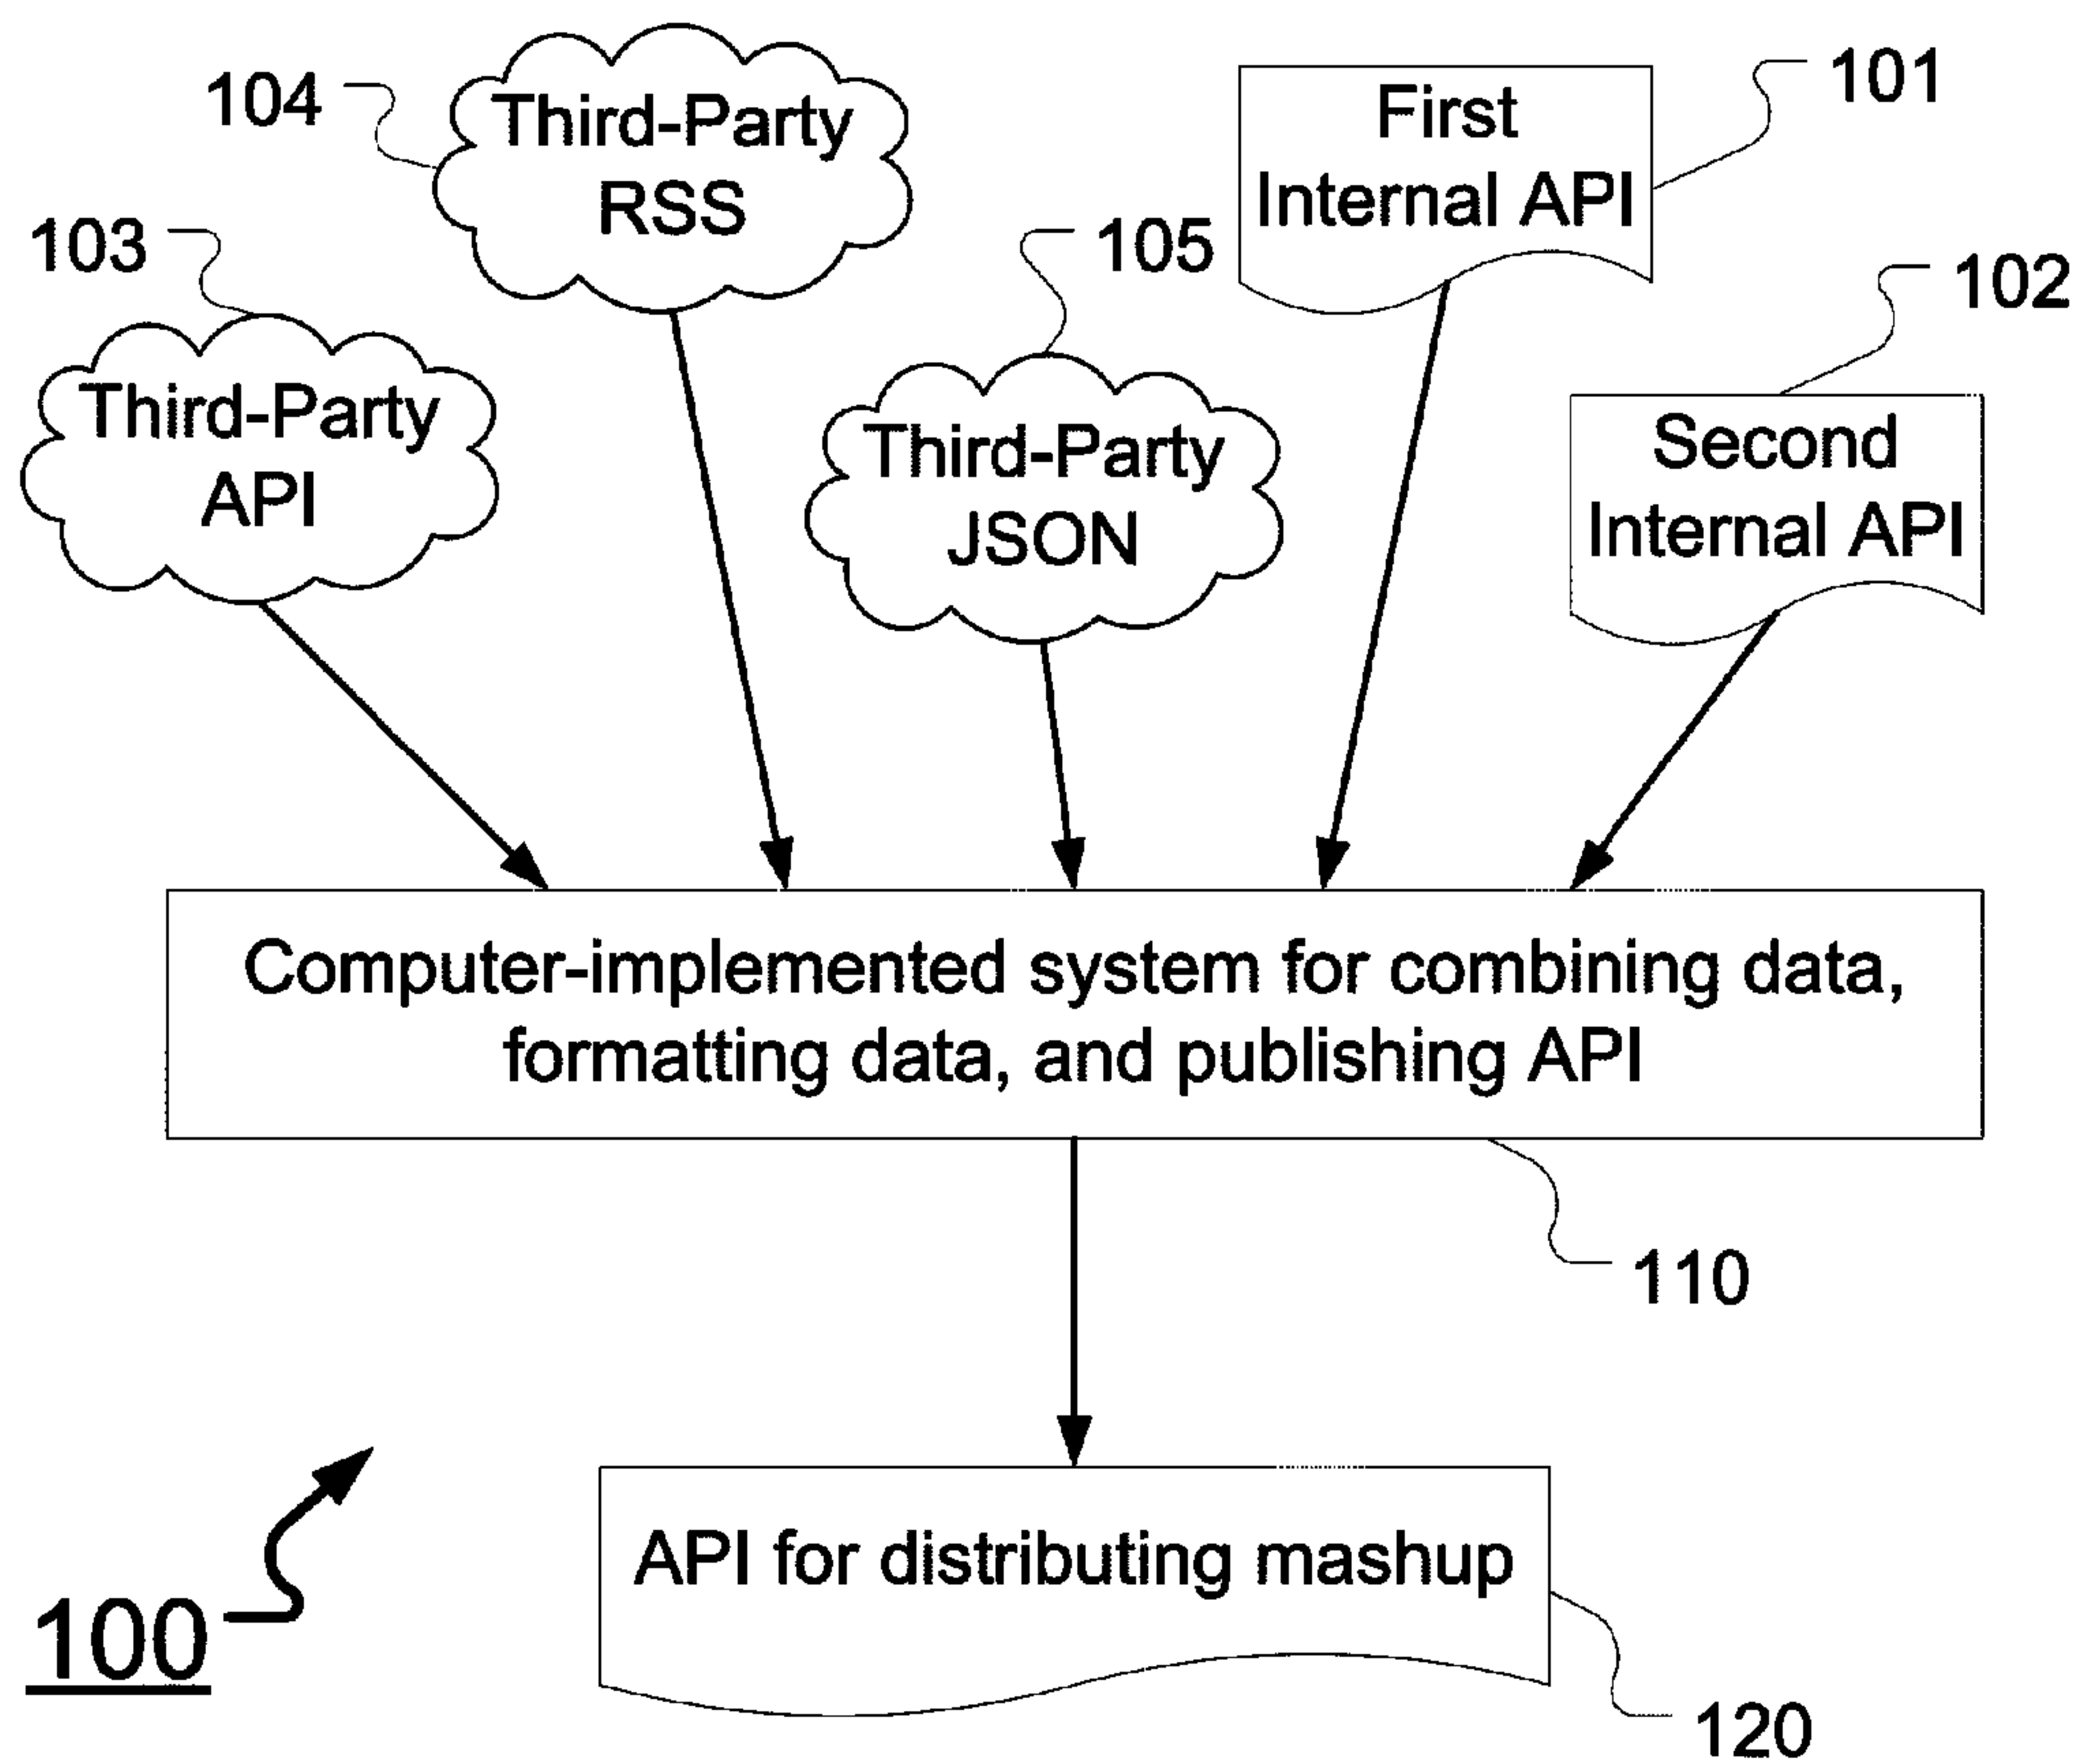 104
Third-Party
RSS
First
Internal API
101
103
Third-Party
API
105
Third-Party
JSON
102
Second
Internal API
Computer-implemented system for combining data,
formatting data, and publishing API
110
API for distributing mashup
100
120